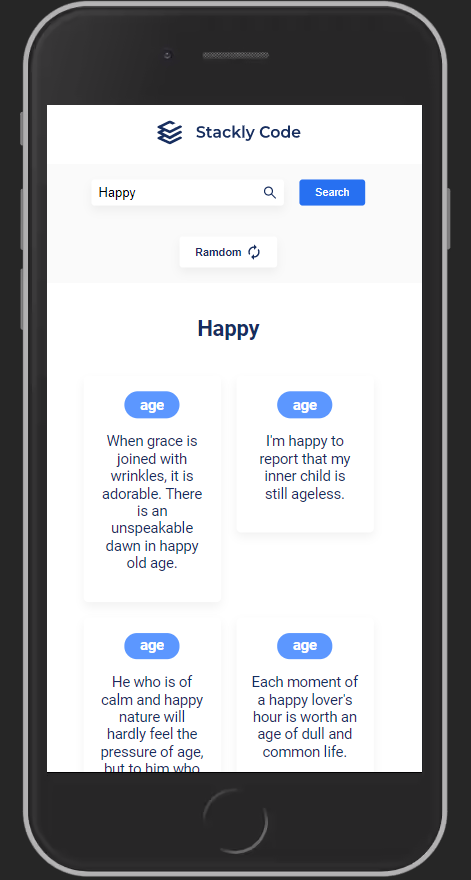 Stackly Code
Happy
Search
Ramdom
Happy
age
When grace is
joined with
wrinkles, it is
adorable. There
is an
unspeakable
dawn in happy
old age.
age
I'm happy to
report that my
inner child is
still ageless.
age
He who is of
calm and happy
nature will
hardly feel the
pressure of age,
but to him who
age
Each moment of
a happy lover's
hour is worth an
age of dull and
common life.